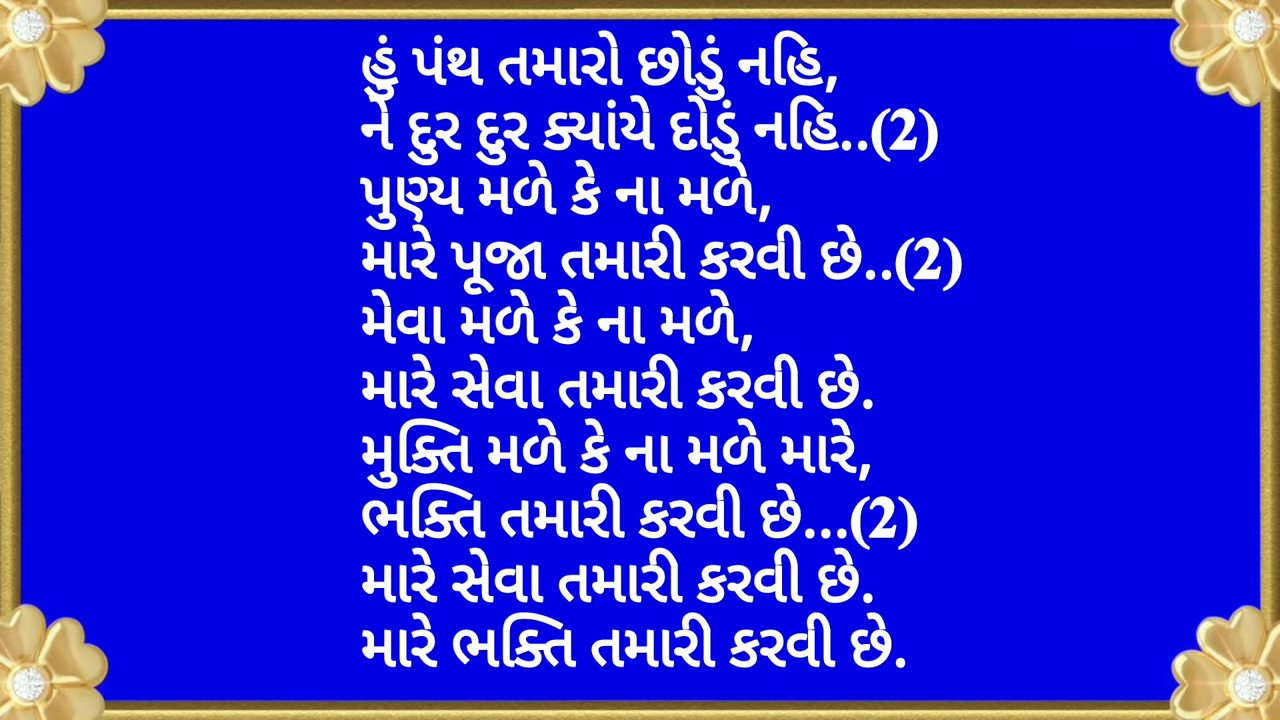 હું પંથ તમારો છોડું નહિ,
ને દુર દુર ક્યાંયે દોડું નહિ..(2)
પુણ્ય મળે કે ના મળે,
મારે પૂજા તમારી કરવી છે..(2)
મેવા મળે કે ના મળે,
મારે સેવા તમારી કરવી છે.
મુક્તિ મળે કે ના મળે મારે,
ભક્તિ તમારી કરવી છે...(2)
મારે સેવા તમારી કરવી છે.
મારે ભક્તિ તમારી કરવી છે.